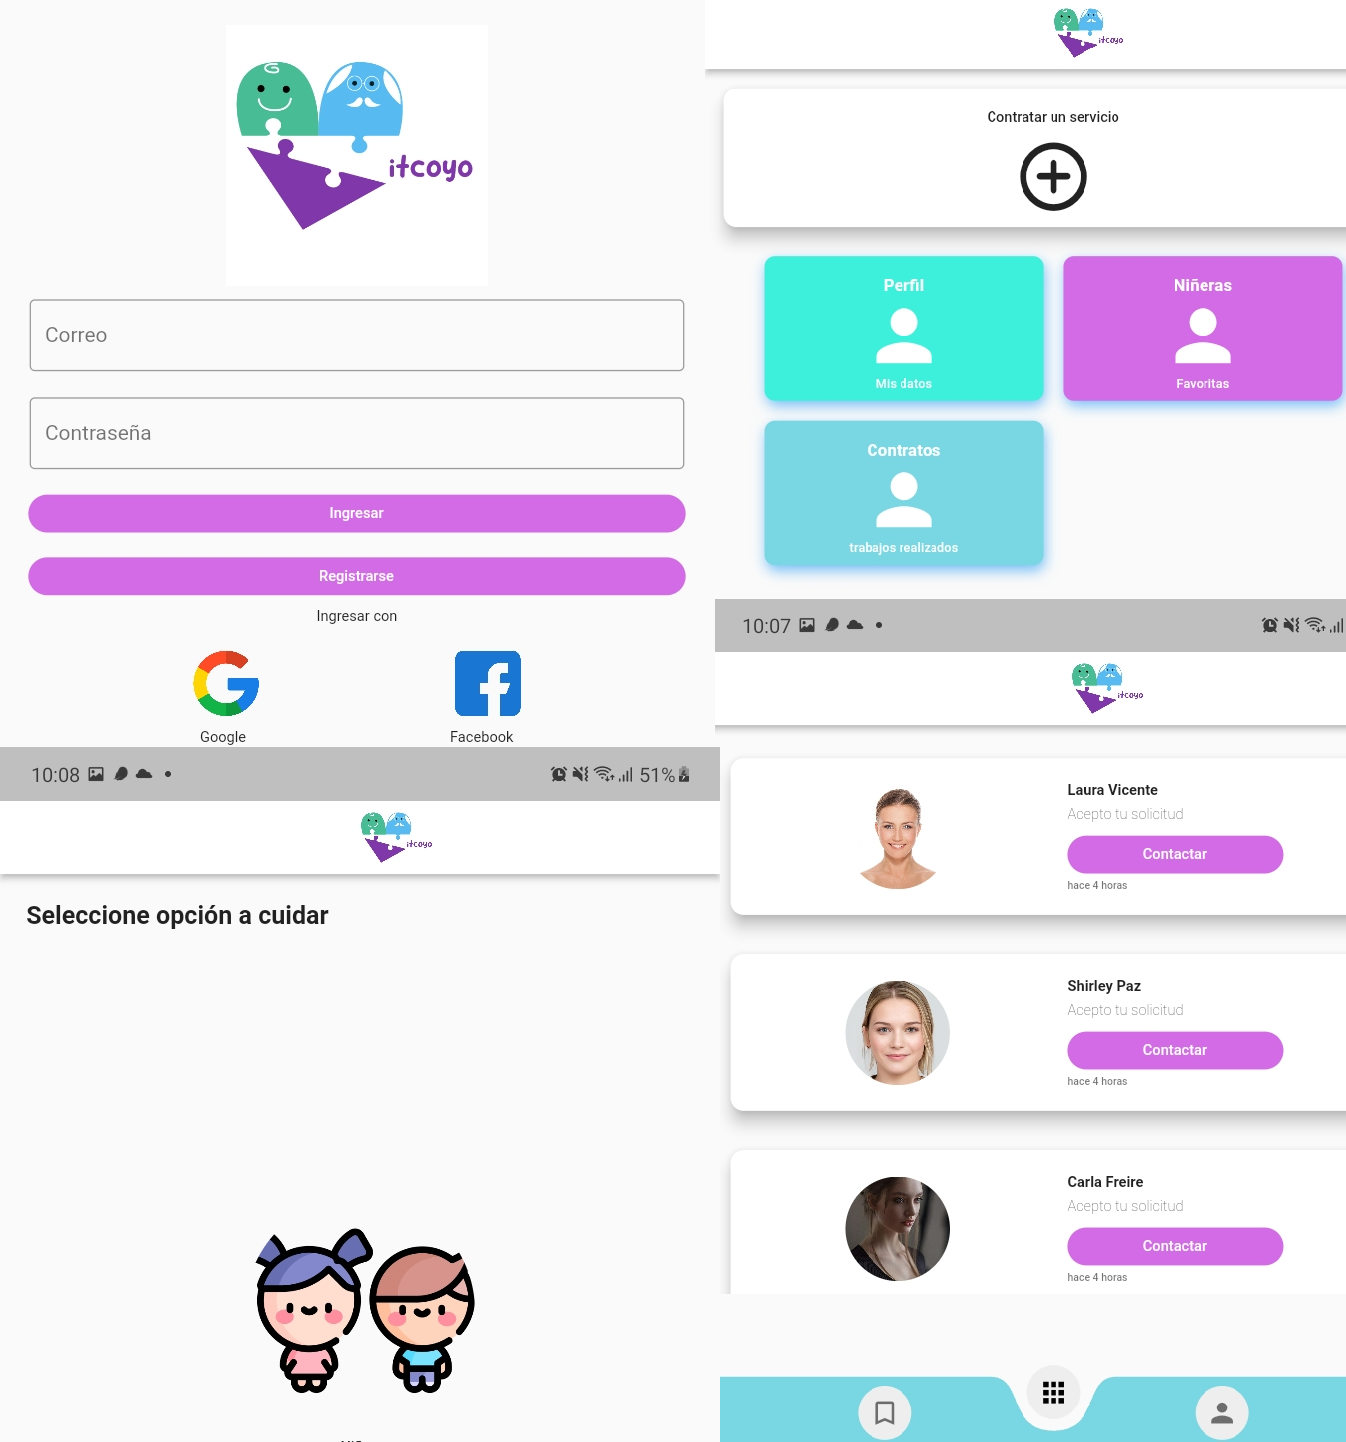 itcoyo
Correo
Contraseña
Ingresar
Registrarse
Ingresar con
Google
Facebook
10:08
51%
itcoyo
Seleccione opción a cuidar
itcoyo
Contratar un servicio
Perfil
Mis datos
Niñeras
Favoritas
Contratos
trabajos realizados
10:07
itcoyo
Laura Vicente
Acepto tu solicitud
Contactar
hace 4 horas
Shirley Paz
Acepto tu solicitud
Contactar
hace 4 horas
Carla Freire
Acepto tu solicitud
Contactar
hace 4 horas